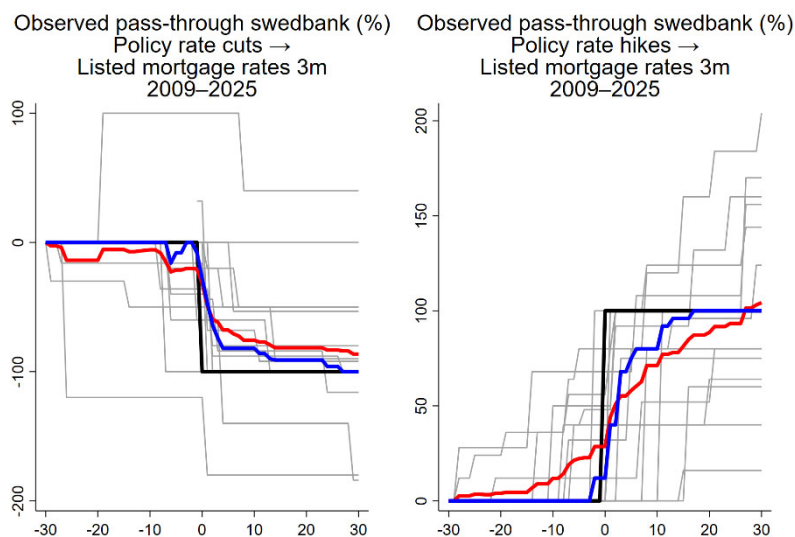 Observed pass-through swedbank (%)
Policy rate cuts →
Listed mortgage rates 3m
2009–2025
100
0
-100
-200
-30 -20 -10 0 10 20 30
Observed pass-through swedbank (%)
Policy rate hikes →
Listed mortgage rates 3m
2009–2025
200
150
100
50
0
-30 -20 -10 0 10 20 30